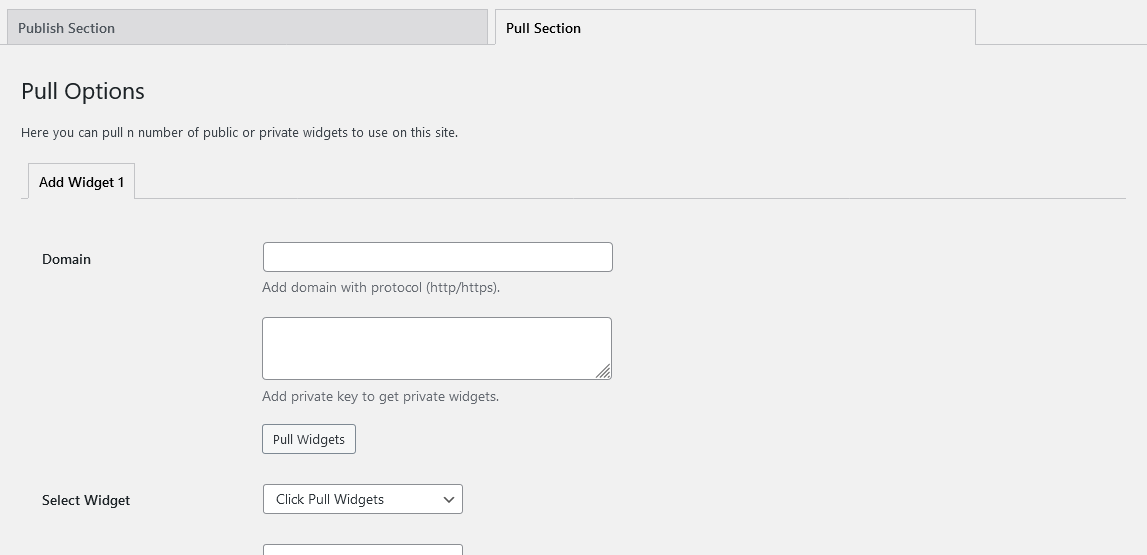 Publish Section
Pull Section
Pull Options
Here you can pull n number of public or private widgets to use on this site.
Add Widget 1
Domain
Add domain with protocol (http/https).
Add private key to get private widgets.
Pull Widgets
Select Widget
Click Pull Widgets